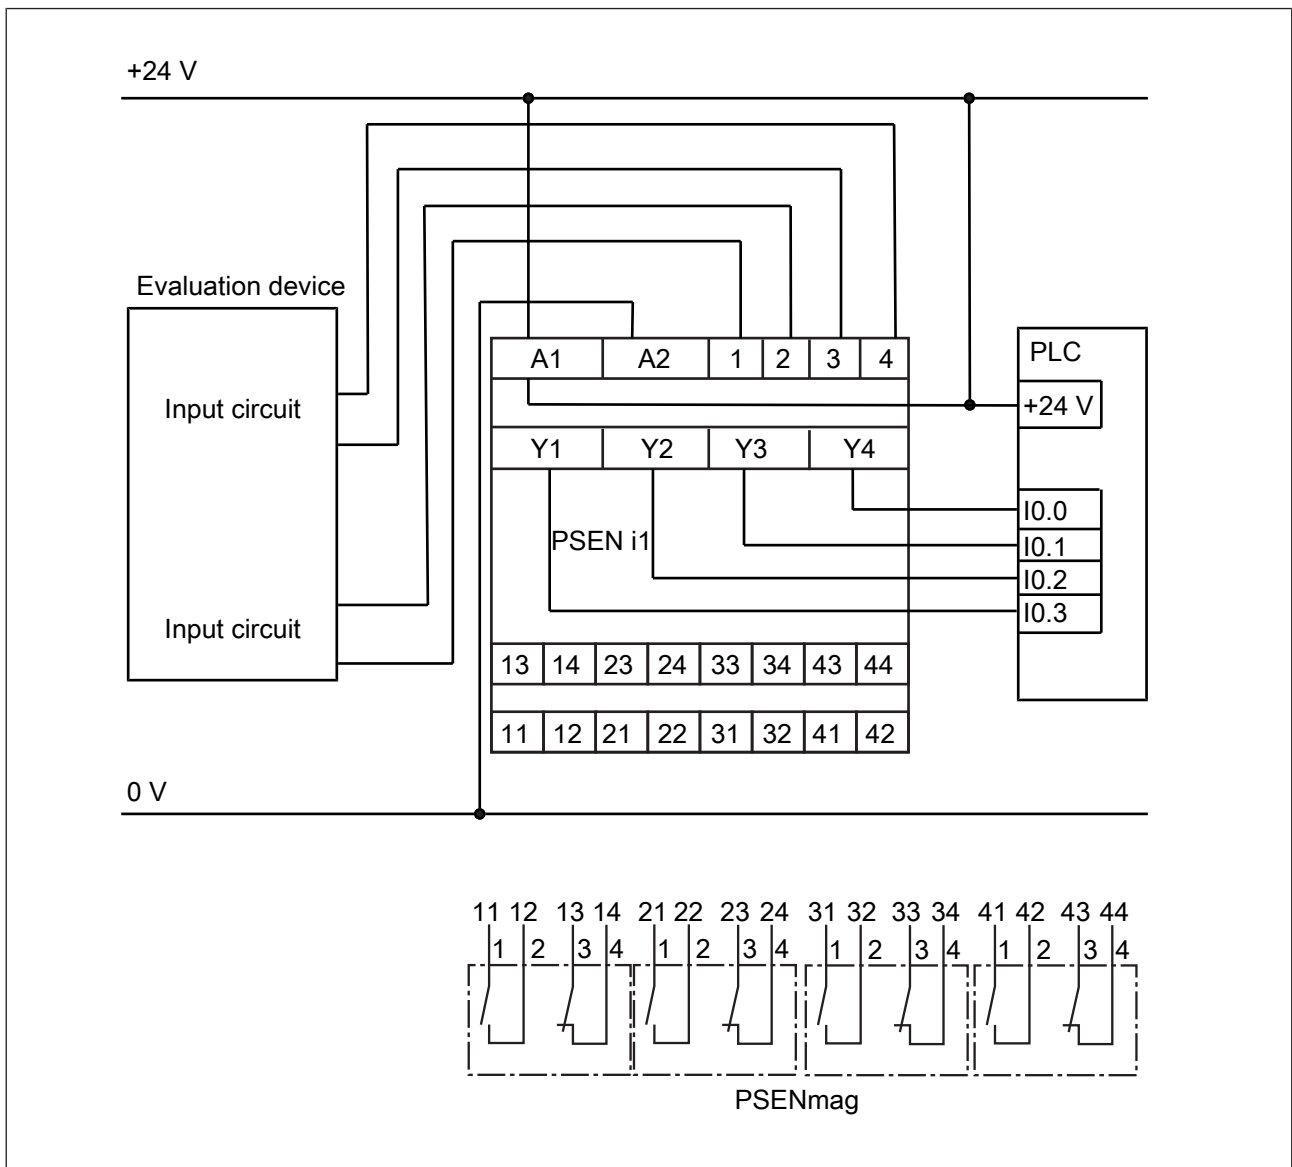 +24 V
Evaluation device
Input circuit
Input circuit
A1 A2 1 2 3 4
Y1 Y2 Y3 Y4
PSEN i1
13 14 23 24 33 34 43 44
11 12 21 22 31 32 41 42
PLC
+24 V
I0.0
I0.1
I0.2
I0.3
0 V
11 12 13 14 21 22 23 24 31 32 33 34 41 42 43 44
1 2 3 4 1 2 3 4 1 2 3 4 1 2 3 4
PSENmag